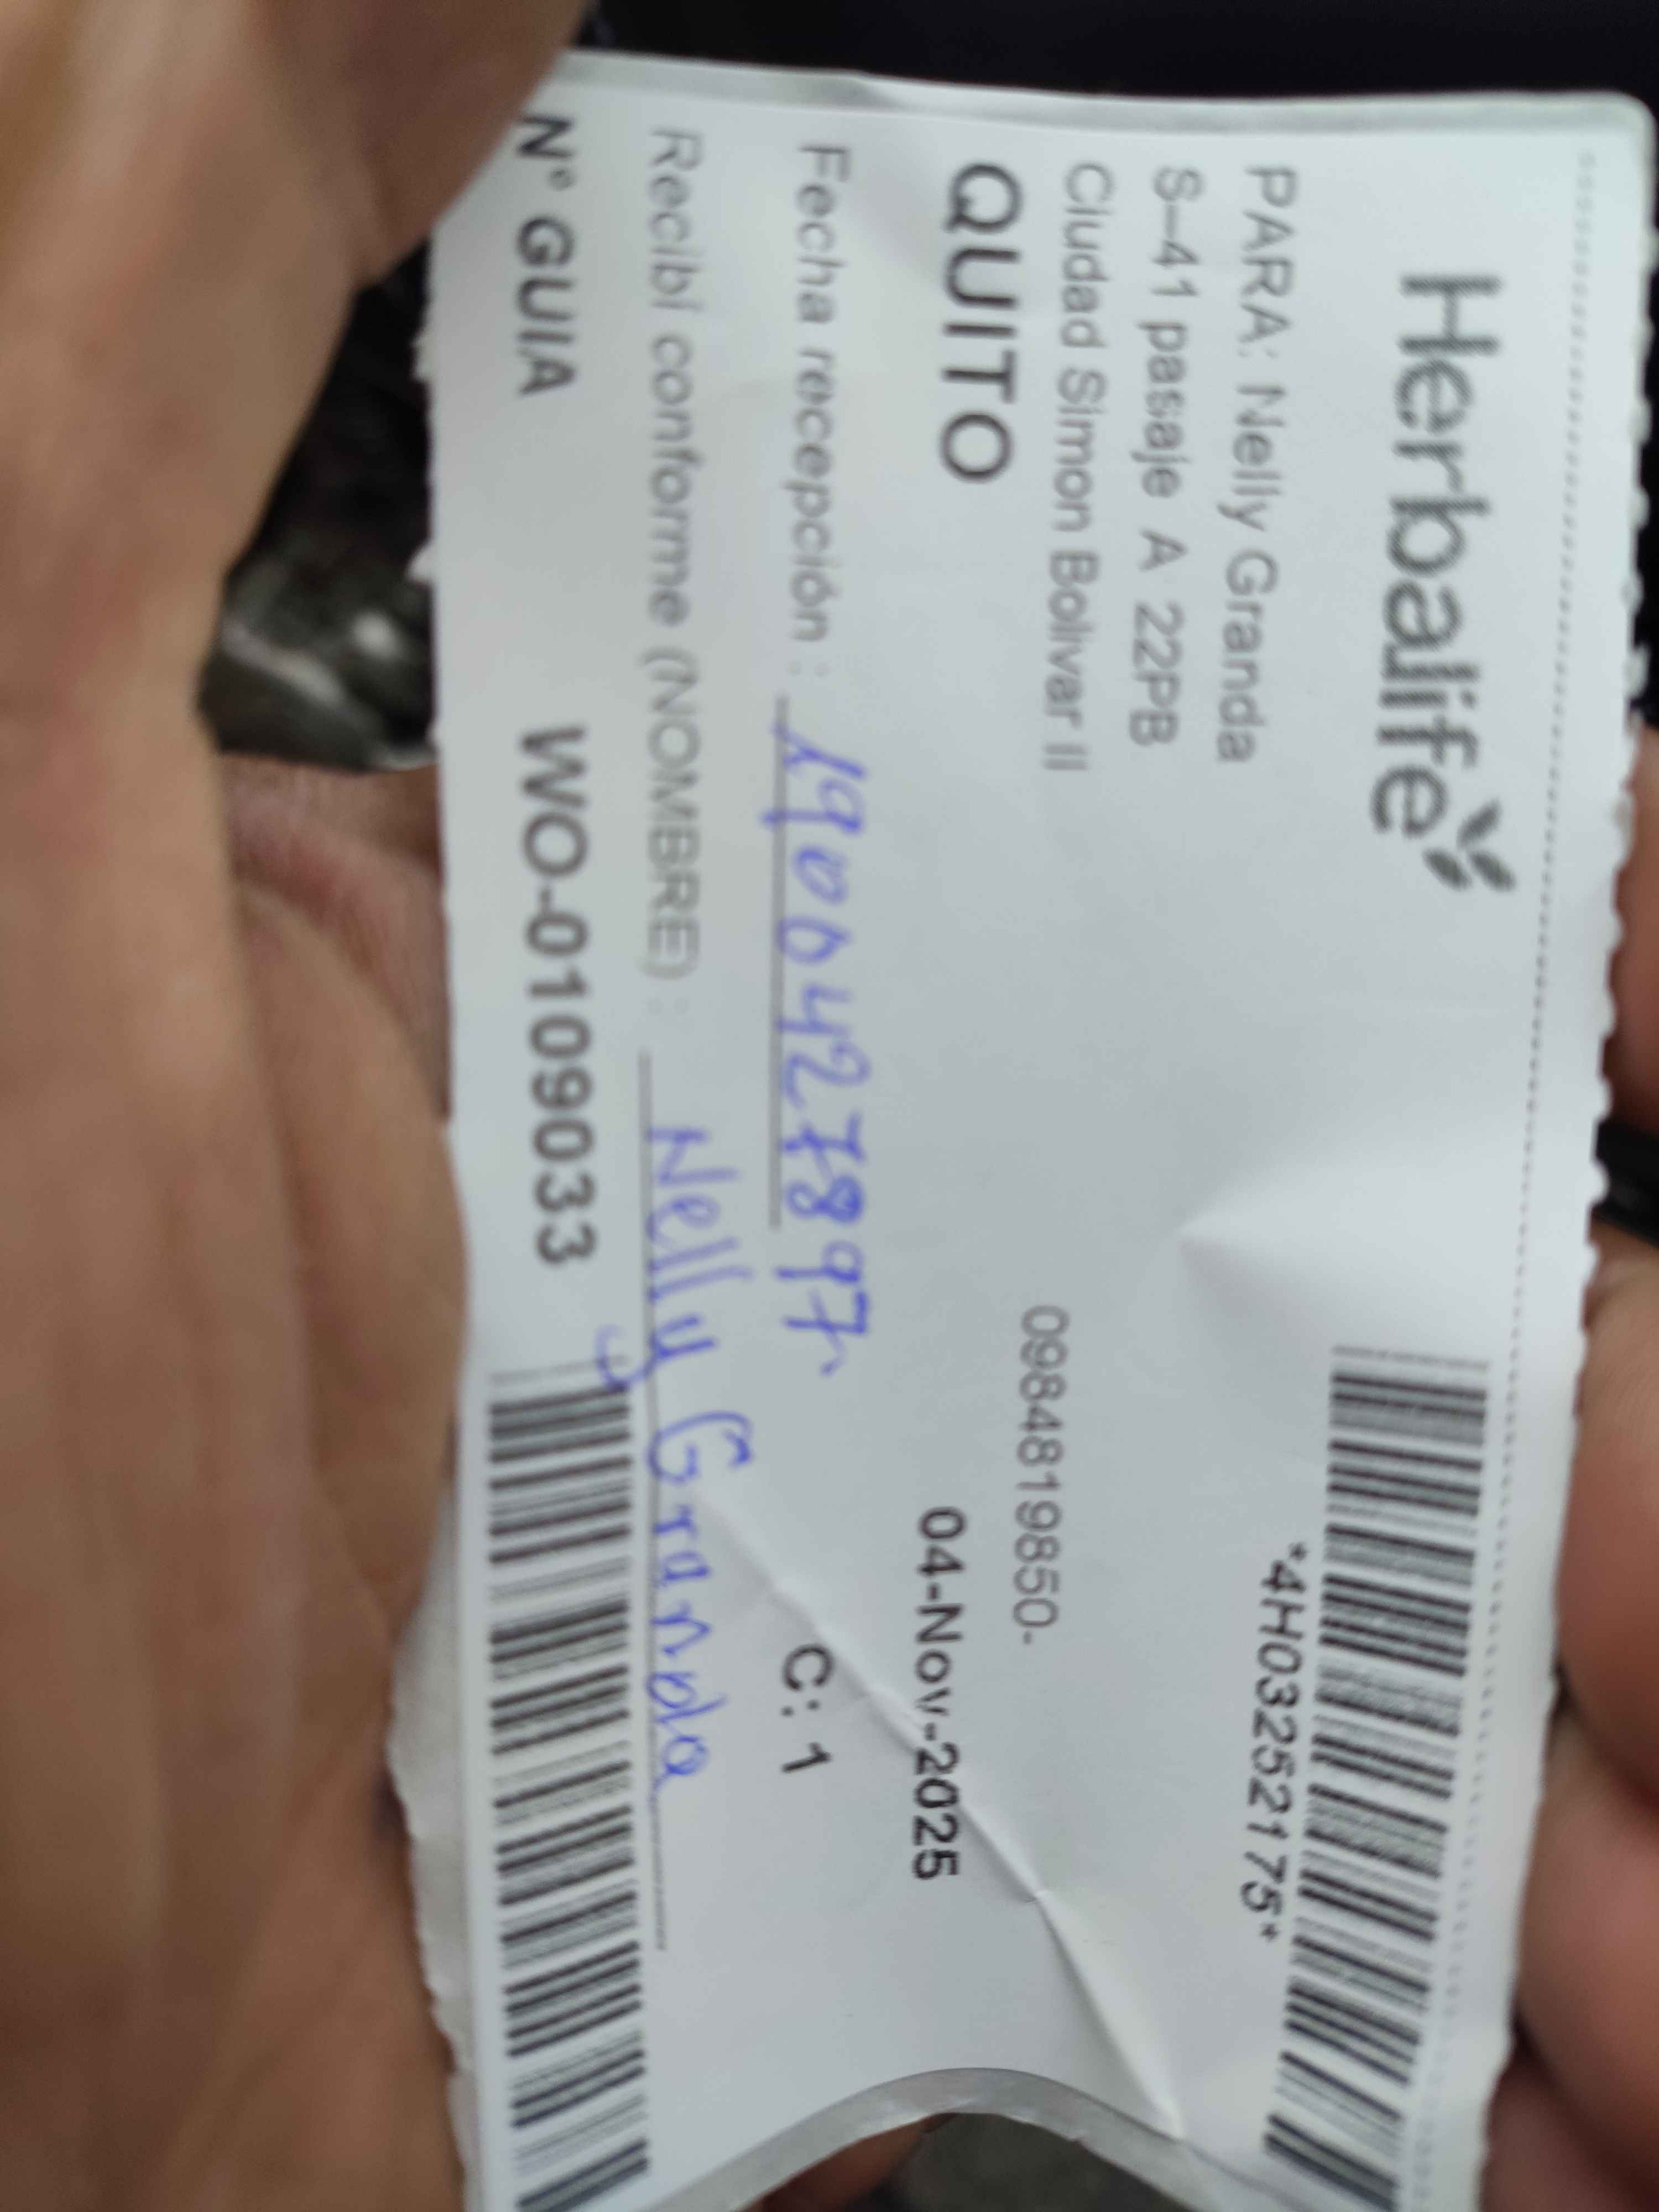 Herbalife
*4H03252175*
PARA: Nelly Granda
S-41 pasaje A 22PB
Ciudad Simon Bolivar II
0984819850-
QUITO
04-Nov-2025
Fecha recepción : 1900427897
C: 1
Recibí conforme (NOMBRE) : Nelly Granda
N° GUIA WO-0109033